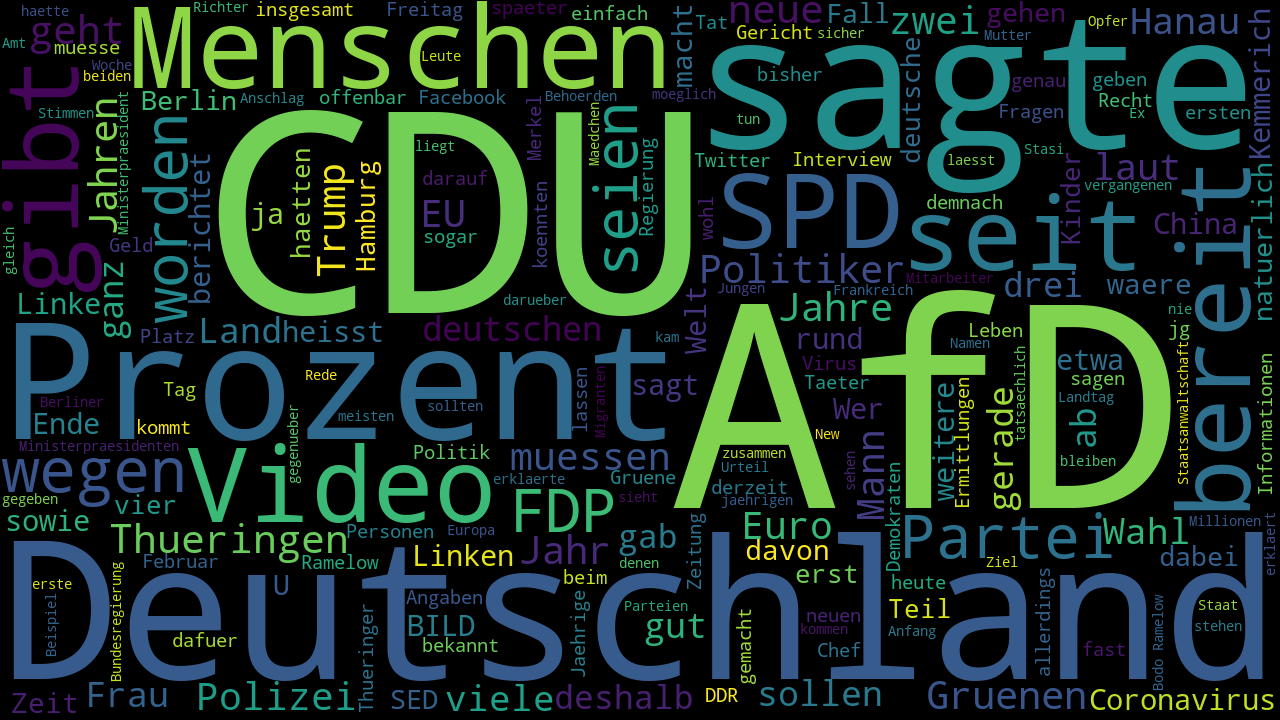 haette
Richter
insgesamt
Freitag
spaeter
einfach
macht
neue
Fall
zwei
gehen
Opfer
Hanau
Amt
geht
muesse
Woche
beiden
Menschen
Leute
Tat
Gericht
sicher
sagte
Mutter
Kemmerich
gibt
Stimmen
Jahren
Ministerpraesident
Berlin
Anschlag
offenbar
Facebook
Behoerden
moeglich
bisher
deutsche
genau
geben
Fragen
Recht
Ex
ersten
worden
berichtet
CDU
liegt
Merkel
seien
Maedchen
Regierung
tun
Twitter
Interview
laesst
Stasi
Kinder
laut
vergangenen
bereit
natuerlich
ja
haetten
Trump
Hamburg
darauf
EU
sogar
koennten
wohl
SPD
seit
demnach
China
gleich
Geld
ganz
Linke
darueber
Welt
Politiker
Jungen
Mitarbeiter
Frankreich
drei
waere
Prozent
Platz
Land
heisst
deutschen
kam
Jahre
rund
AfD
Leben
Namen
nie
jg
Virus
etwa
sagen
Tag
Rede
lassen
Migranten
sagt
Taeter
Landtag
Staatsanwaltschaft
Informationen
Berliner
Ende
kommt
gegenueber
meisten
sollten
Wer
Weitere
Ermittlungen
gerade
tatsaechlich
ab
New
Ministerpraesidenten
Video
Politik
muessen
zusammen
sehen
Mann
bleiben
wegen
erklaerte
Gruene
Urteil
derzeit
jaehrigen
gegeben
vier
sieht
FDP
sowie
Personen
Europa
Zeitung
Euro
Demokraten
Partei
Wahl
Millionen
Thueringen
Februar
Ramelow
Linken
Jahr
gab
denen
davon
Ziel
dabei
erklaert
Deutschland
erste
Beispiel
Bundesregierung
U
beim
erst
heute
Angaben
BILD
Jaehrige
Parteien
gut
gemacht
neuen
kommen
Teil
Anfang
allerdings
Staat
stehen
dafuer
bekannt
Thueringer
Chef
fast
Bodo Ramelow
Zeit
Frau
Polizei
SED
viele
deshalb
DDR
sollen
Gruenen
Coronavirus